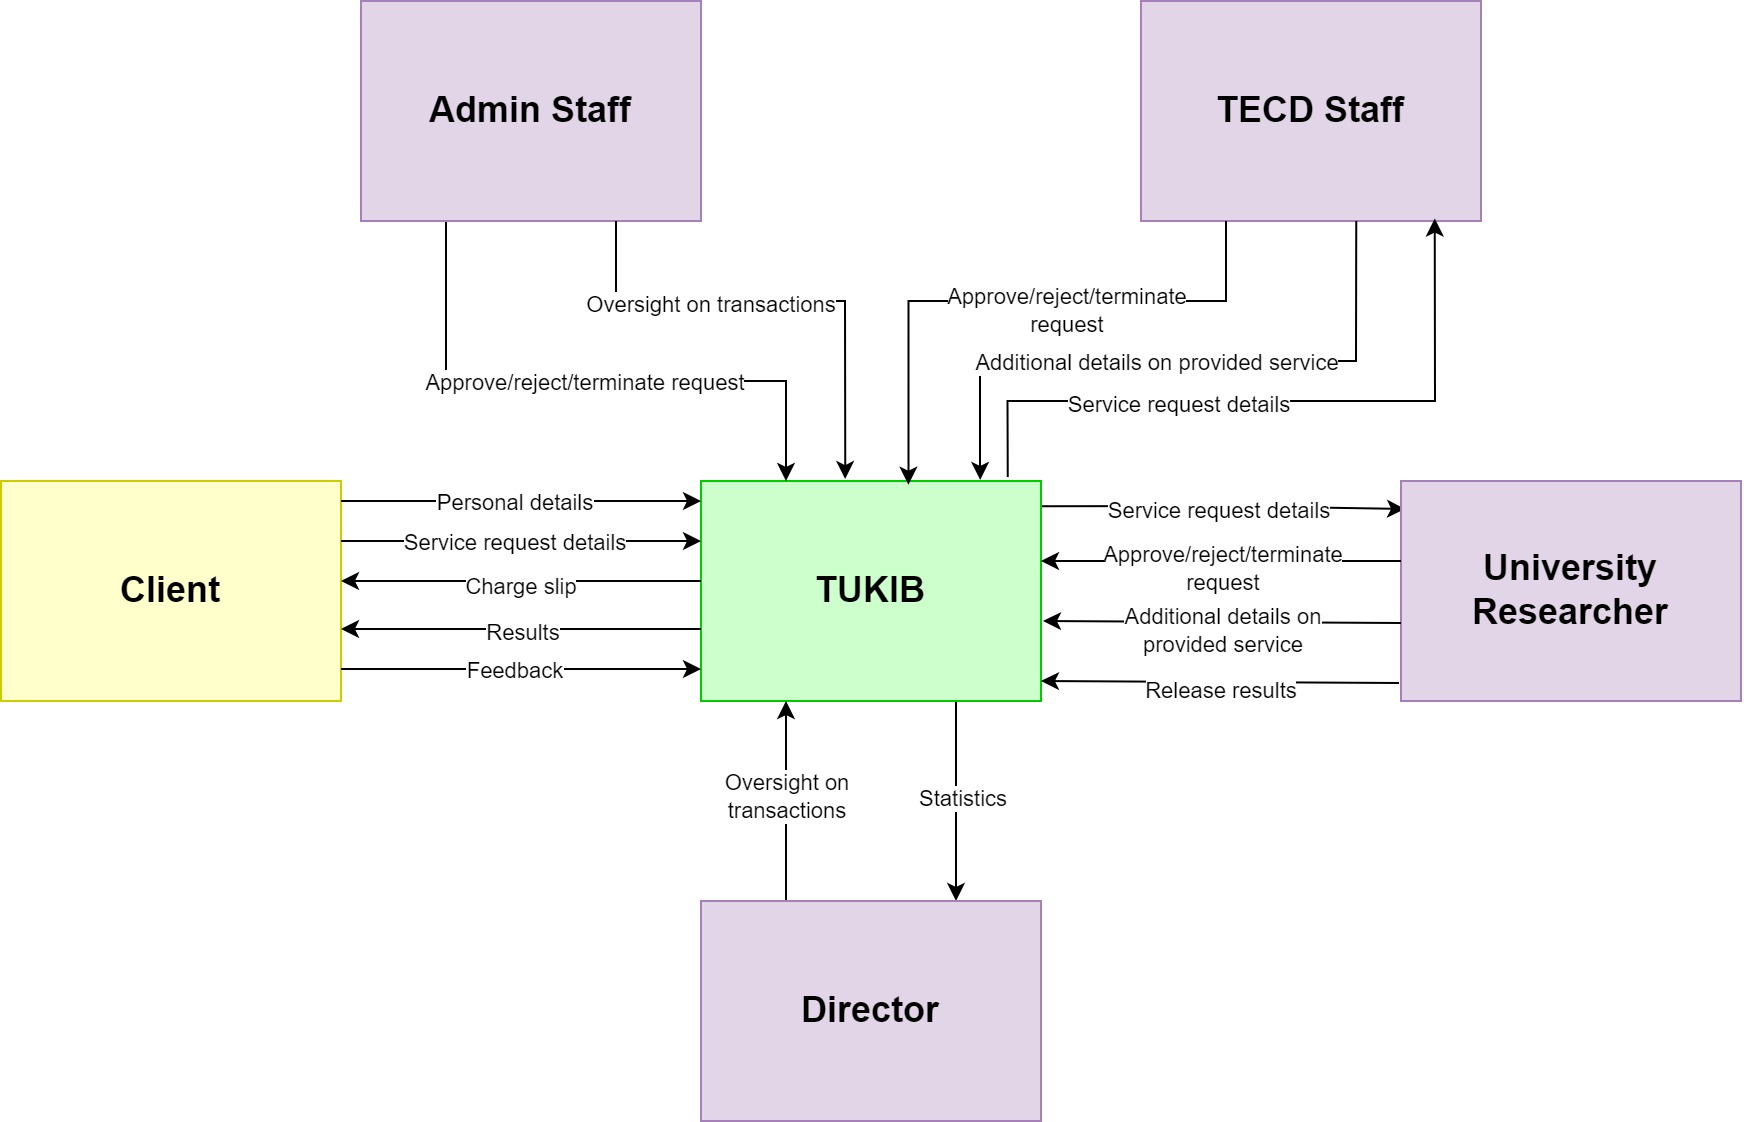 Admin Staff
TECD Staff
Oversight on transactions
Approve/reject/terminate
request
Additional details on provided service
Approve/reject/terminate request
Service request details
Client
Personal details
Service request details
Charge slip
Results
Feedback
TUKIB
Service request details
Approve/reject/terminate
request
Additional details on
provided service
Release results
University
Researcher
Oversight on
transactions
Statistics
Director